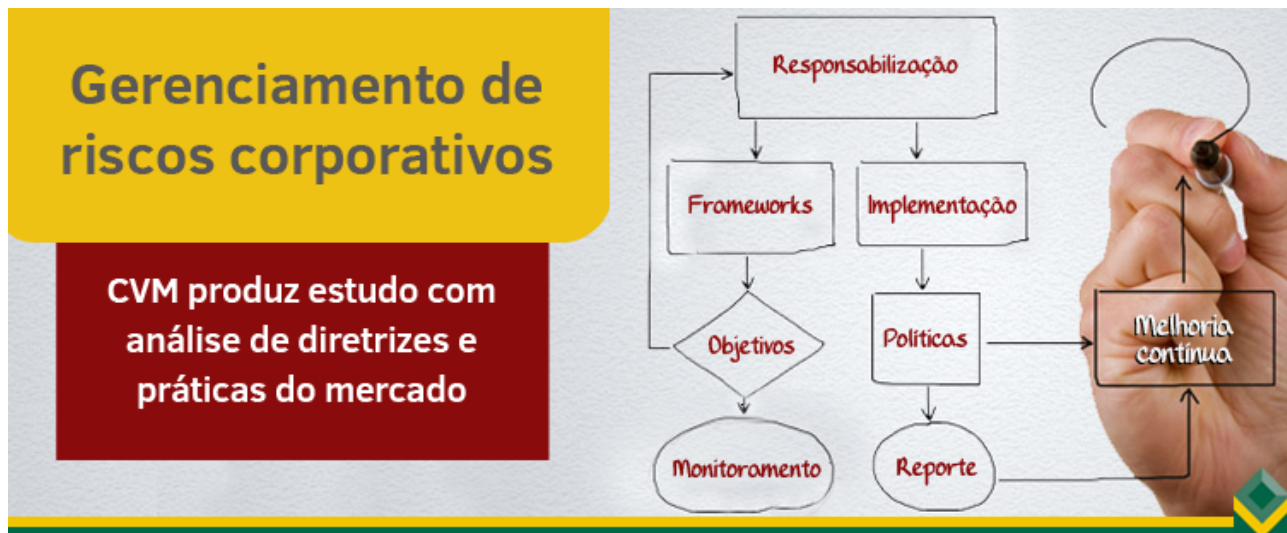 Gerenciamento de
riscos corporativos
CVM produz estudo com
análise de diretrizes e
práticas do mercado
Responsabilização
Frameworks
Implementação
Objetivos
Políticas
Melhoria
contínua
Monitoramento
Reporte